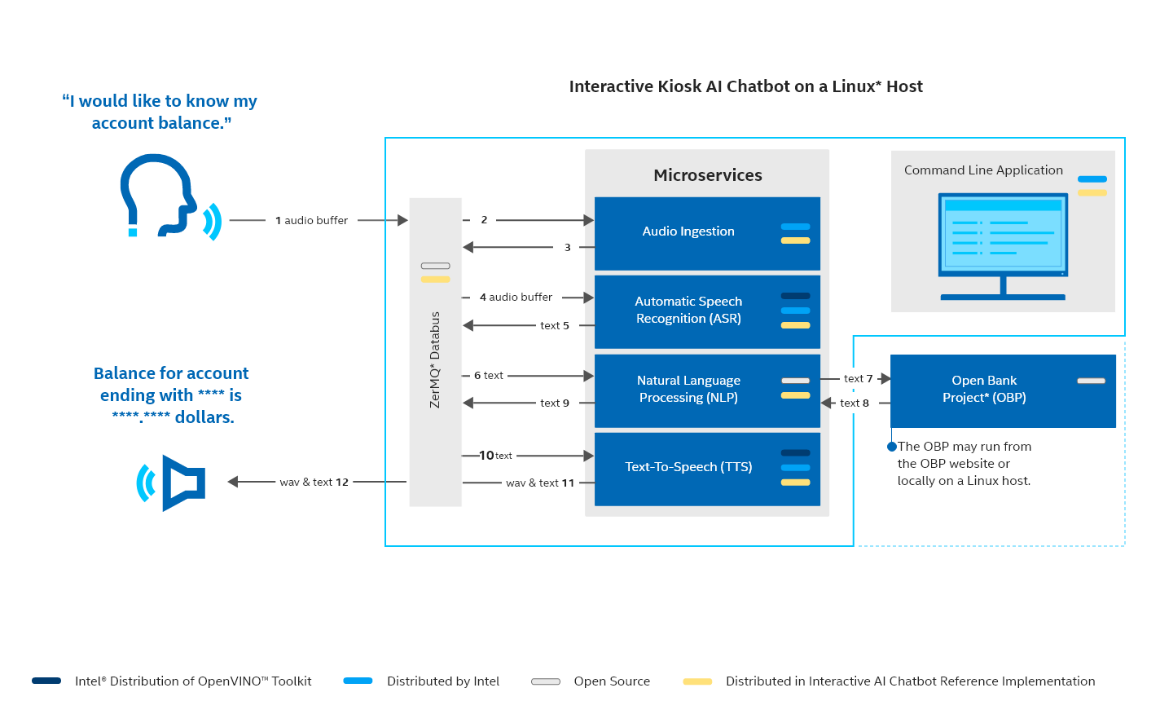 Interactive Kiosk AI Chatbot on a Linux* Host
“I would like to know my
account balance.”
1 audio buffer
Balance for account
ending with **** is
****.**** dollars.
wav & text 12
ZerMQ* Databus
Microservices
2
Audio Ingestion
3
4 audio buffer
Automatic Speech
Recognition (ASR)
text 5
6 text
Natural Language
Processing (NLP)
text 9
10 text
Text-To-Speech (TTS)
wav & text 11
Command Line Application
text 7
text 8
Open Bank
Project* (OBP)
The OBP may run from
the OBP website or
locally on a Linux host.
Intel® Distribution of OpenVINO™ Toolkit
Distributed by Intel
Open Source
Distributed in Interactive AI Chatbot Reference Implementation